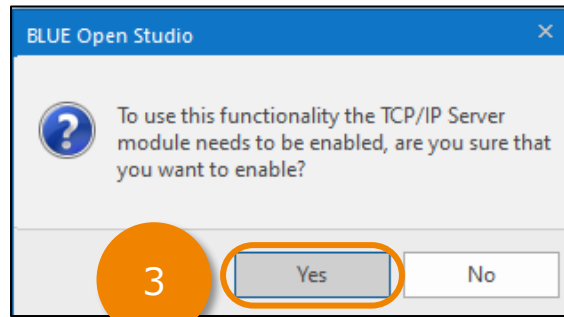 BLUE Open Studio
To use this functionality the TCP/IP Server
module needs to be enabled, are you sure that
you want to enable?
3
Yes
No